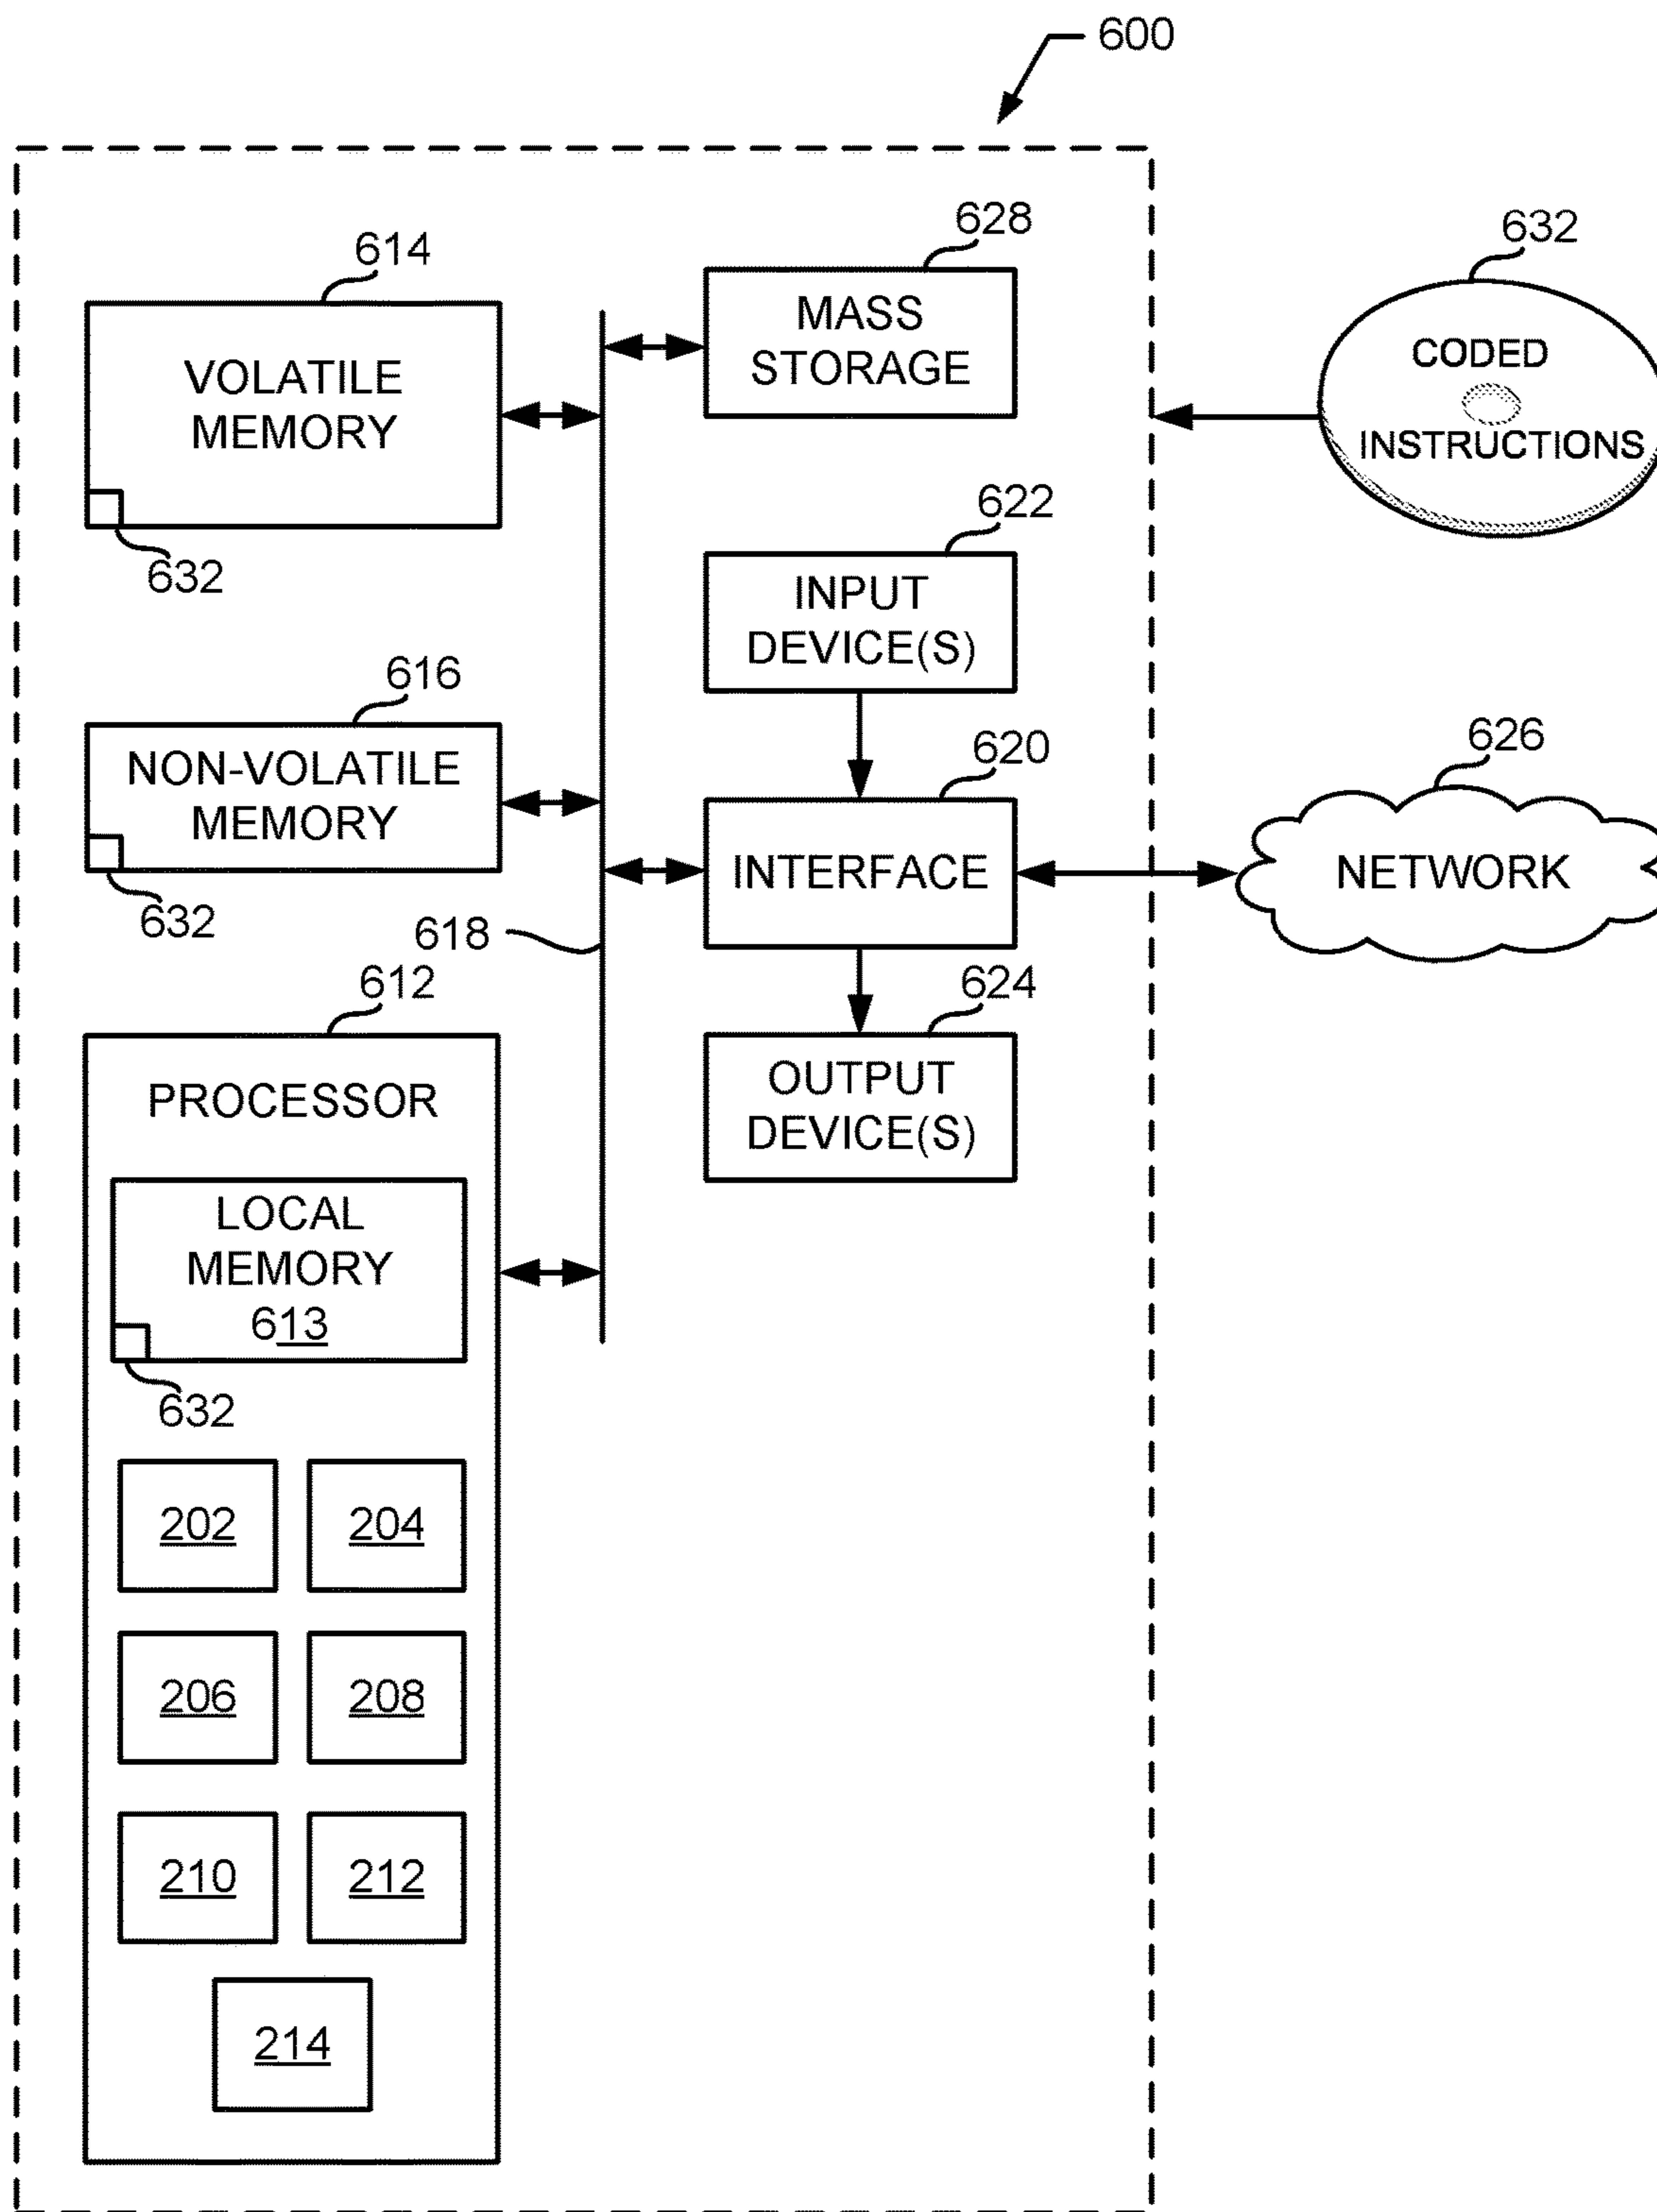 600
614
VOLATILE
MEMORY
632
628
MASS
STORAGE
632
CODED
INSTRUCTIONS
622
INPUT
DEVICE(S)
616
NON-VOLATILE
MEMORY
632
620
INTERFACE
626
NETWORK
618
612
PROCESSOR
624
OUTPUT
DEVICE(S)
LOCAL
MEMORY
613
632
202
204
206
208
210
212
214